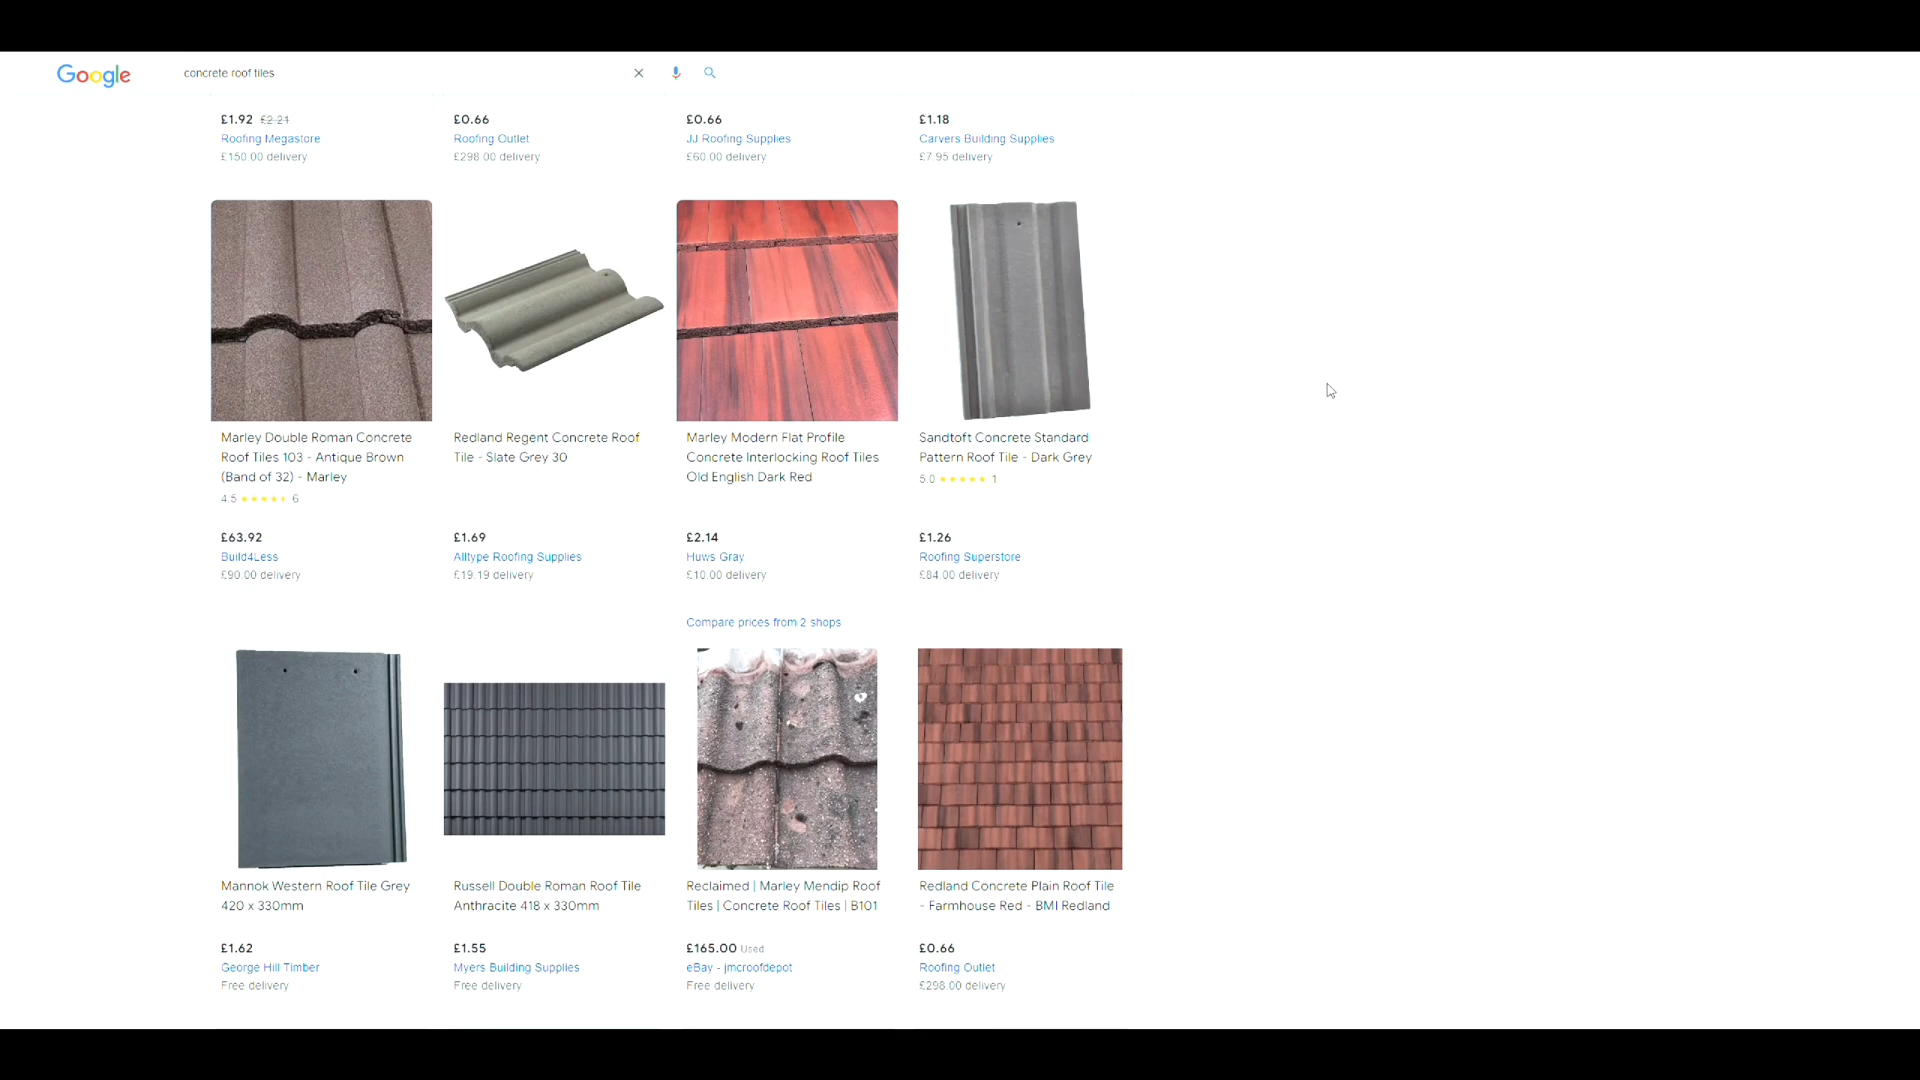 Google
concrete roof tiles
£1.92 £2.21
Roofing Megastore
£150.00 delivery
£0.66
Roofing Outlet
£298.00 delivery
£0.66
JJ Roofing Supplies
£60.00 delivery
£1.18
Carvers Building Supplies
£7.95 delivery
Marley Double Roman Concrete
Roof Tiles 103 - Antique Brown
(Band of 32) - Marley
4.5 ★★★★★ 6
£63.92
Build4Less
£90.00 delivery
Redland Regent Concrete Roof
Tile - Slate Grey 30
£1.69
Alltype Roofing Supplies
£19.19 delivery
Marley Modern Flat Profile
Concrete Interlocking Roof Tiles
Old English Dark Red
£2.14
Huws Gray
£10.00 delivery
Compare prices from 2 shops
Sandtoft Concrete Standard
Pattern Roof Tile - Dark Grey
5.0 ★★★★★ 1
£1.26
Roofing Superstore
£84.00 delivery
Mannok Western Roof Tile Grey
420 x 330mm
£1.62
George Hill Timber
Free delivery
Russell Double Roman Roof Tile
Anthracite 418 x 330mm
£1.55
Myers Building Supplies
Free delivery
Reclaimed | Marley Mendip Roof
Tiles | Concrete Roof Tiles | B101
£165.00 Used
eBay - jmcroofdepot
Free delivery
Redland Concrete Plain Roof Tile
- Farmhouse Red - BMI Redland
£0.66
Roofing Outlet
£298.00 delivery